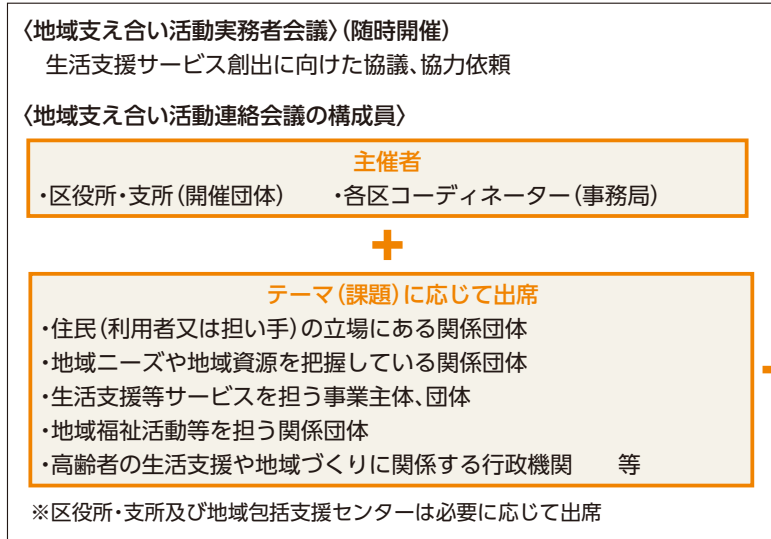 〈地域支え合い活動実務者会議〉(随時開催)
生活支援サービス創出に向けた協議、協力依頼
〈地域支え合い活動連絡会議の構成員〉
主催者
・区役所・支所(開催団体)　・各区コーディネーター(事務局)
+
テーマ(課題)に応じて出席
・住民(利用者又は担い手)の立場にある関係団体
・地域ニーズや地域資源を把握している関係団体
・生活支援等サービスを担う事業主体、団体
・地域福祉活動等を担う関係団体
・高齢者の生活支援や地域づくりに関係する行政機関　等
※区役所・支所及び地域包括支援センターは必要に応じて出席